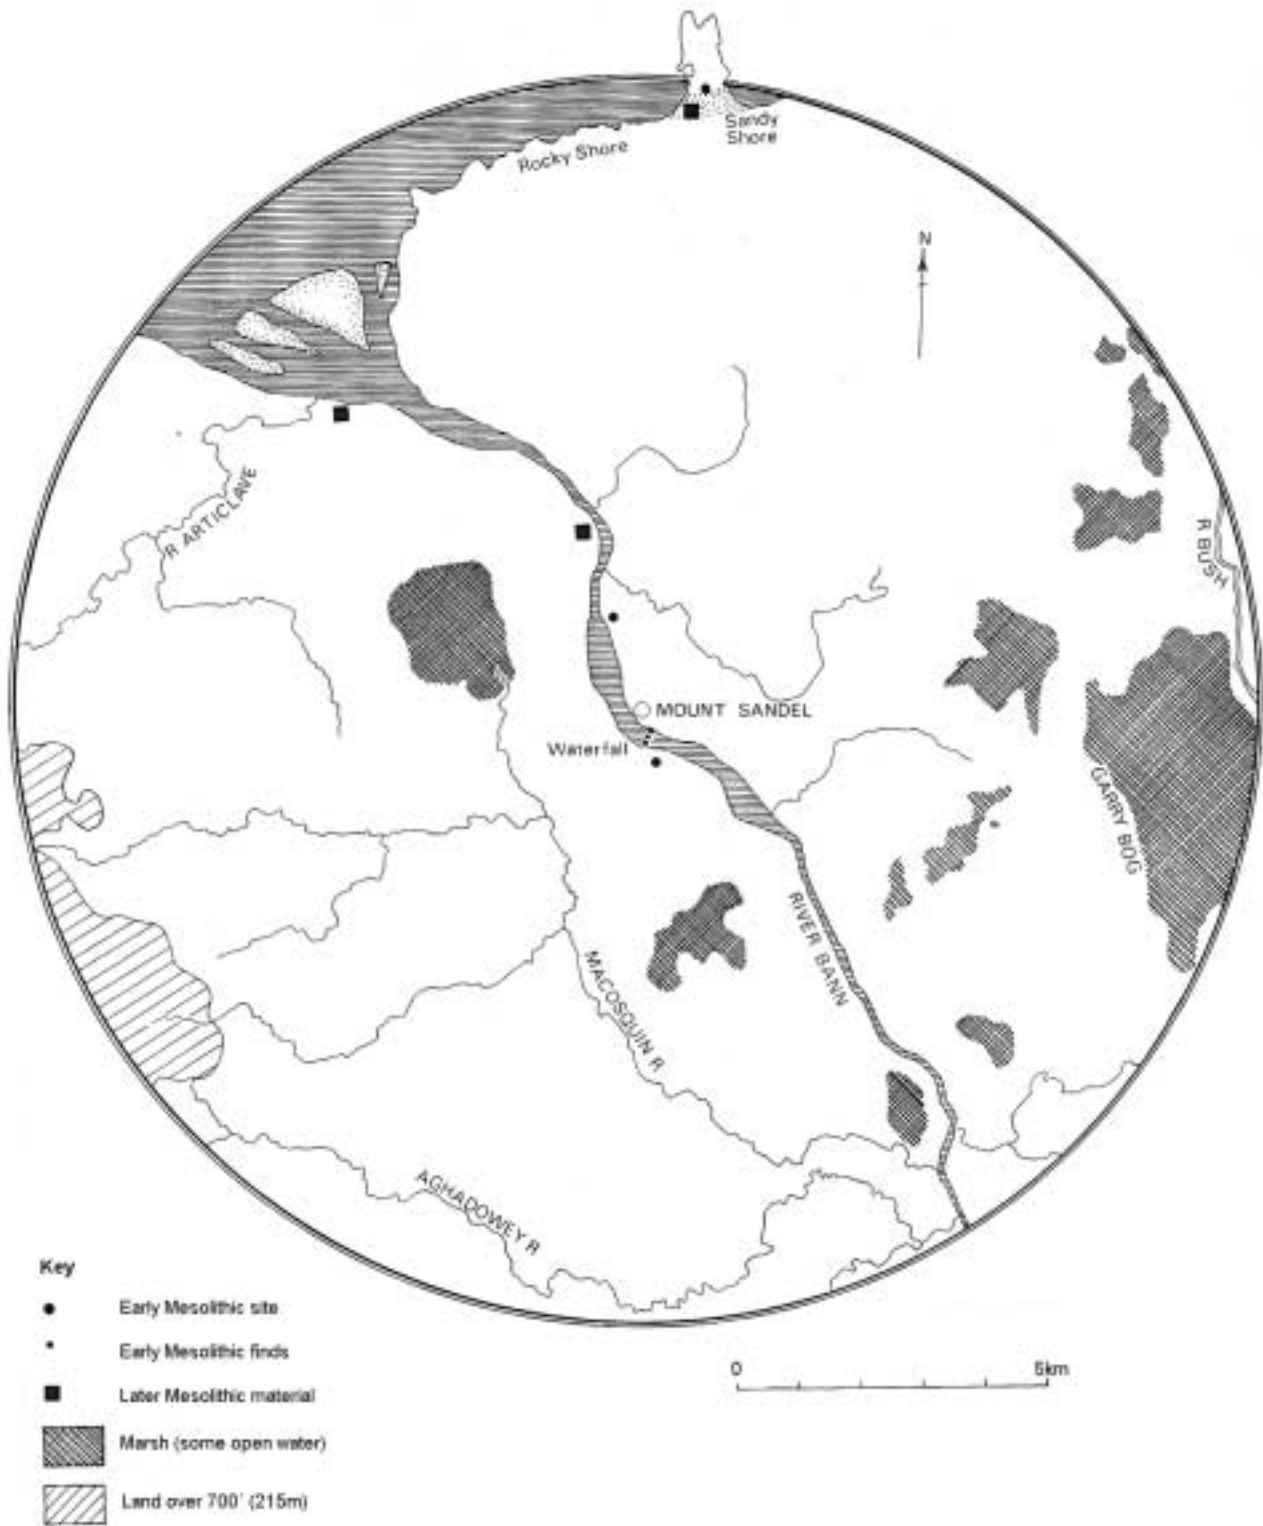 Sandy
Shore
Rocky Shore
N
R ARTICLAVE
R BUSH
MOUNT SANDEL
Waterfall
GARRY BOG
RIVER BANN
MACOSQUIN R
AGHADOWEY R
Key
Early Mesolithic site
Early Mesolithic finds
Later Mesolithic material
Marsh (some open water)
Land over 700' (215m)
0 5km